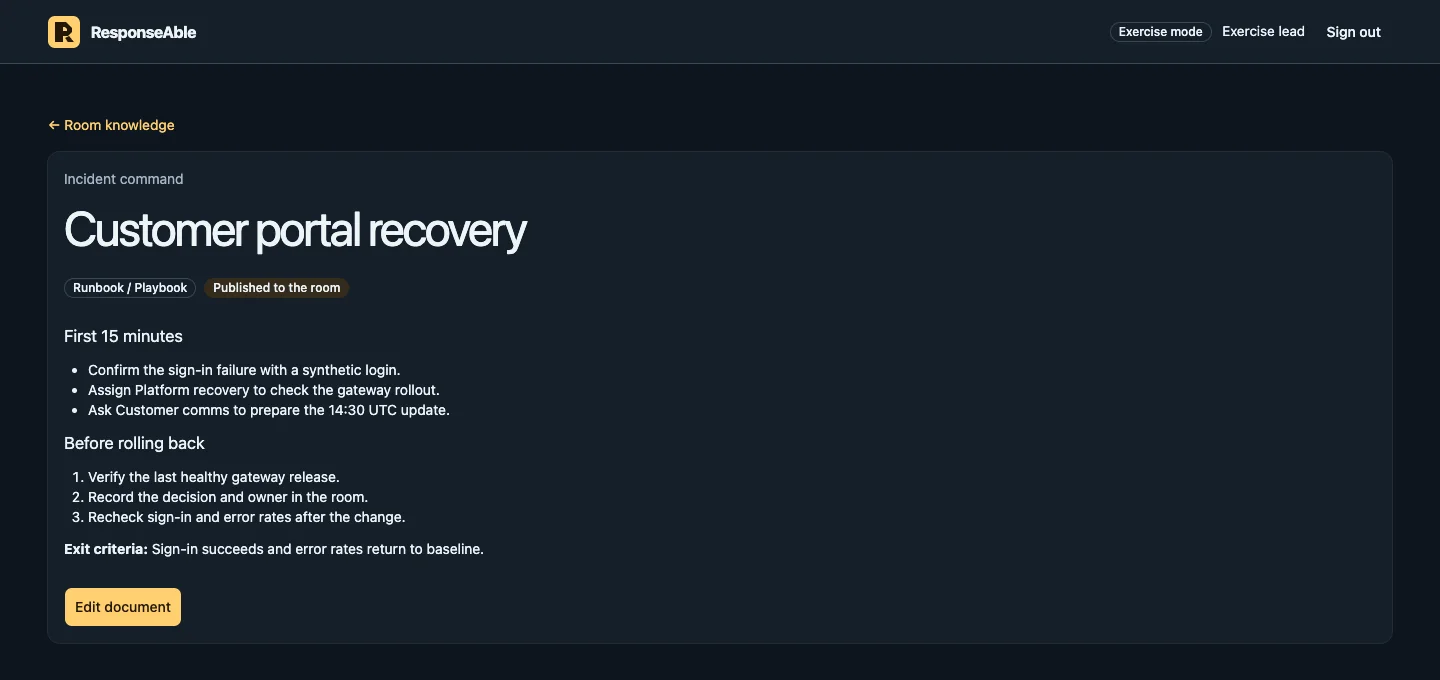 ResponseAble
Exercise mode
Exercise lead
Sign out
← Room knowledge
Incident command
Customer portal recovery
Runbook / Playbook
Published to the room
First 15 minutes
• Confirm the sign-in failure with a synthetic login.
• Assign Platform recovery to check the gateway rollout.
• Ask Customer comms to prepare the 14:30 UTC update.
Before rolling back
1. Verify the last healthy gateway release.
2. Record the decision and owner in the room.
3. Recheck sign-in and error rates after the change.
Exit criteria: Sign-in succeeds and error rates return to baseline.
Edit document